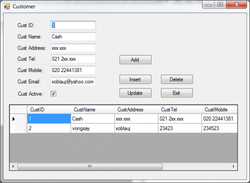 Customer
Cust ID: 1
Cust Name: Cash
Cust Address: xxx xxx
Cust Tel: 021 2xx xxx
Add
Cust Mobile: 020 22441381
Cust Email: xoblauj@yahoo.com
Insert Delete
Cust Active:
Update Exit
CustID CustName CustAddress CustTel CustMobile
1 Cash xxx xxx 021 2xx xxx 020 22441381
2 vongsay xoblauj 23423 234523